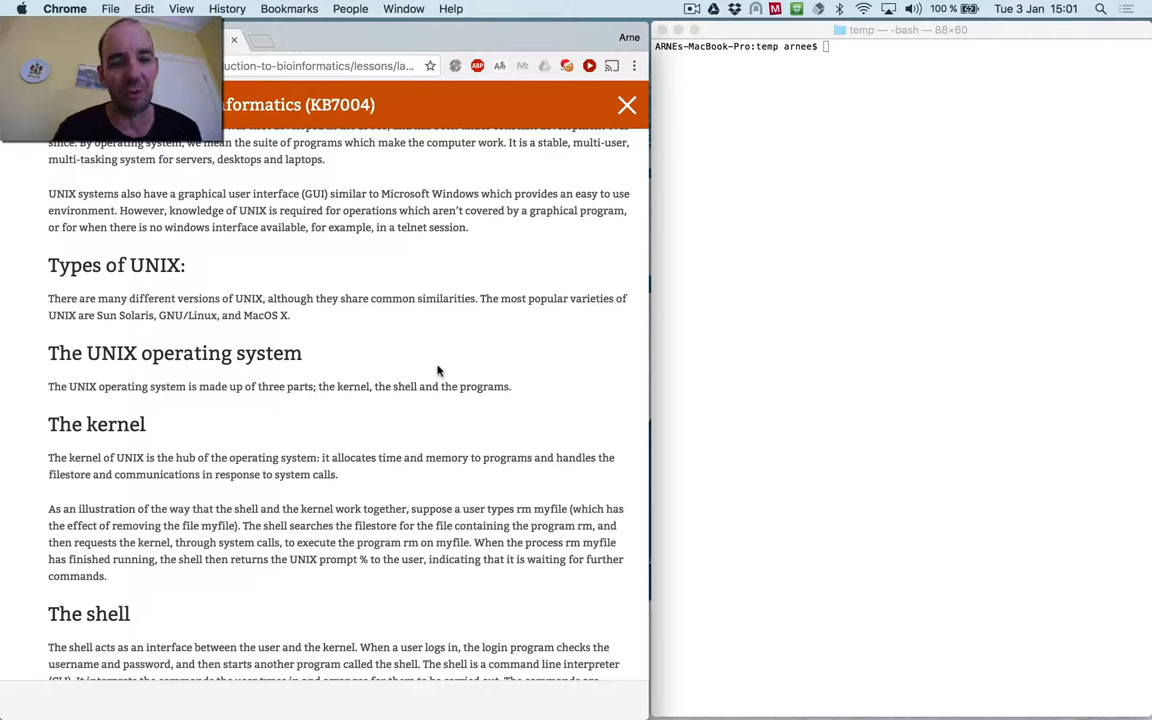 Chrome File Edit View History Bookmarks People Window Help 100 % Tue 3 Jan 15:01
temp — -bash — 88×60
Arne
ARNEs-MacBook-Pro:temp arnee$
uction-to-bioinformatics/lessons/la...
ABP
nformatics (KB7004)
since. By operating system, we mean the suite of programs which make the computer work. It is a stable, multi-user,
multi-tasking system for servers, desktops and laptops.
UNIX systems also have a graphical user interface (GUI) similar to Microsoft Windows which provides an easy to use
environment. However, knowledge of UNIX is required for operations which aren't covered by a graphical program,
or for when there is no windows interface available, for example, in a telnet session.
Types of UNIX:
There are many different versions of UNIX, although they share common similarities. The most popular varieties of
UNIX are Sun Solaris, GNU/Linux, and MacOS X.
The UNIX operating system
The UNIX operating system is made up of three parts; the kernel, the shell and the programs.
The kernel
The kernel of UNIX is the hub of the operating system: it allocates time and memory to programs and handles the
filestore and communications in response to system calls.
As an illustration of the way that the shell and the kernel work together, suppose a user types rm myfile (which has
the effect of removing the file myfile). The shell searches the filestore for the file containing the program rm, and
then requests the kernel, through system calls, to execute the program rm on myfile. When the process rm myfile
has finished running, the shell then returns the UNIX prompt % to the user, indicating that it is waiting for further
commands.
The shell
The shell acts as an interface between the user and the kernel. When a user logs in, the login program checks the
username and password, and then starts another program called the shell. The shell is a command line interpreter